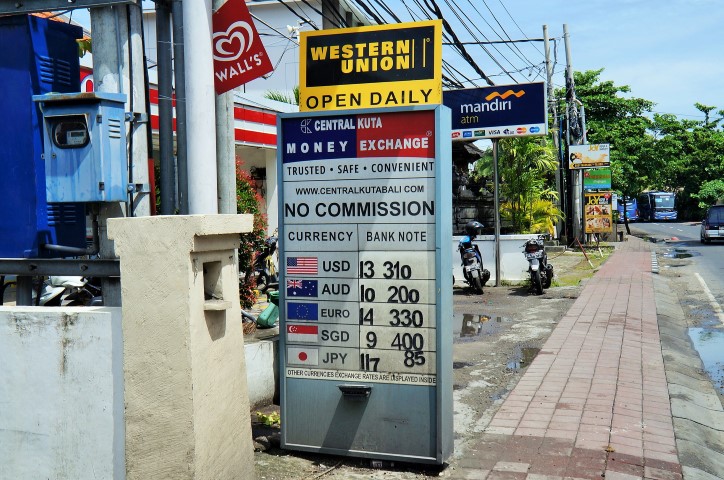 WALL'S
WESTERN
UNION
OPEN DAILY
mandiri
atm
VISA
CENTRAL KUTA
MONEY EXCHANGE
TRUSTED • SAFE • CONVENIENT
WWW.CENTRALKUTABALI.COM
NO COMMISSION
CURRENCY BANK NOTE
USD 13 310
AUD 10 200
EURO 14 330
SGD 9 400
JPY 117 85
OTHER CURRENCIES EXCHANGE RATES ARE DISPLAYED INSIDE